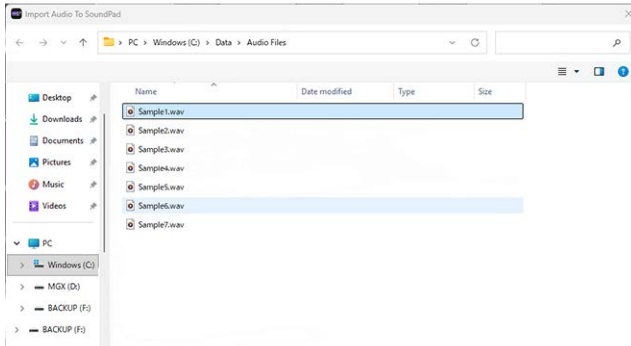 Import Audio To SoundPad
PC > Windows (C:) > Data > Audio Files
Name Date modified Type Size
Desktop
Downloads
Documents
Pictures
Music
Videos
PC
Windows (C:)
MGX (D:)
BACKUP (F:)
BACKUP (F:)
Sample1.wav
Sample2.wav
Sample3.wav
Sample4.wav
Sample5.wav
Sample6.wav
Sample7.wav